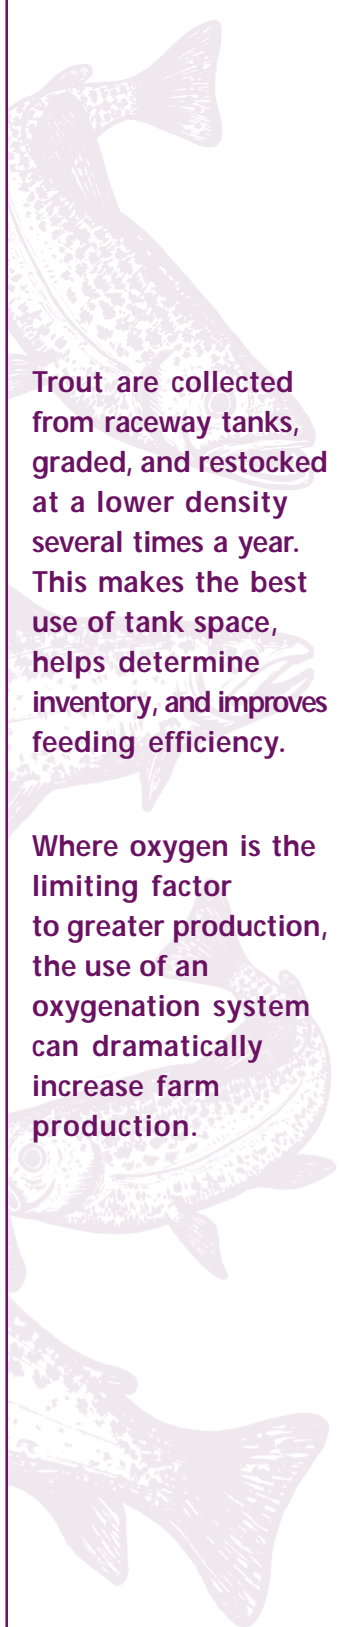 Trout are collected
from raceway tanks,
graded, and restocked
at a lower density
several times a year.
This makes the best
use of tank space,
helps determine
inventory, and improves
feeding efficiency.
Where oxygen is the
limiting factor
to greater production,
the use of an
oxygenation system
can dramatically
increase farm
production.